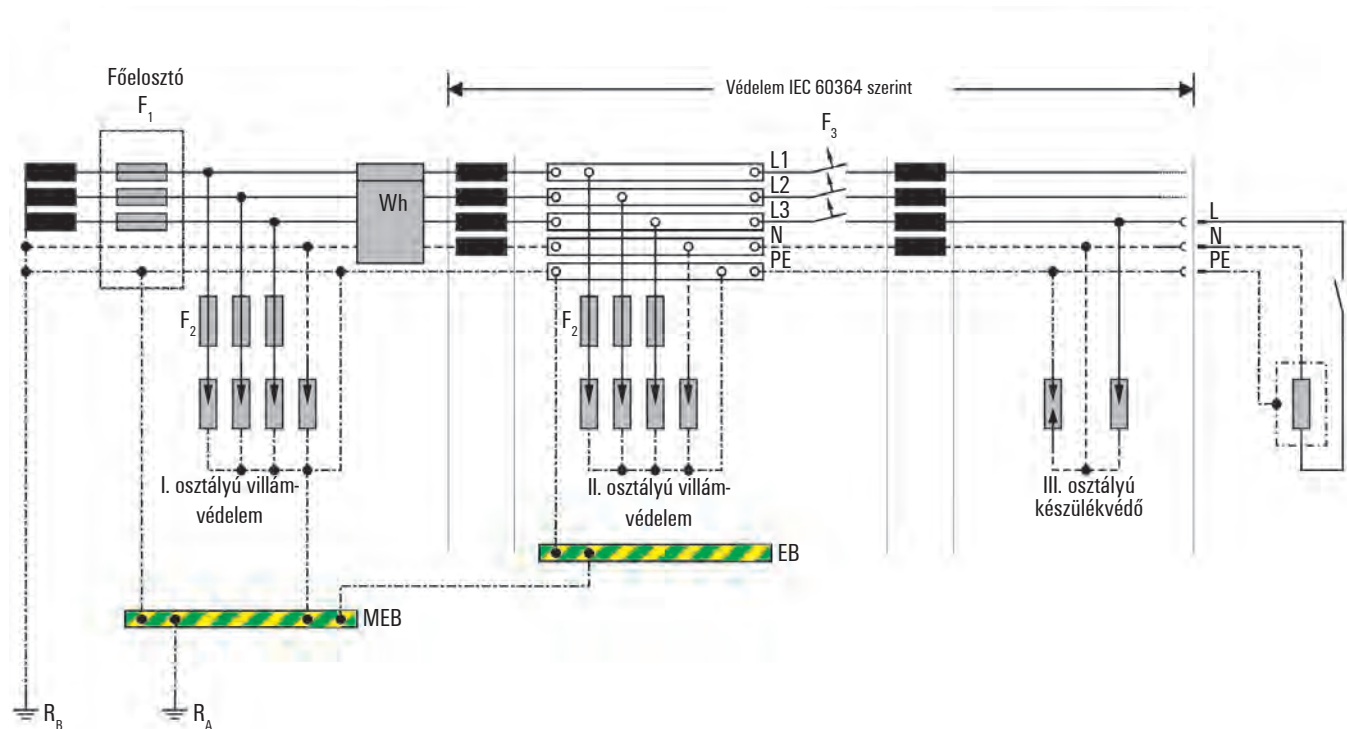 Védelem IEC 60364 szerint
Főelosztó
F1
F3
L1
L2
L3
N
PE
Wh
L
N
PE
F2
F2
I. osztályú villám-
védelem
II. osztályú villám-
védelem
III. osztályú
készülékvédő
EB
MEB
RB
RA